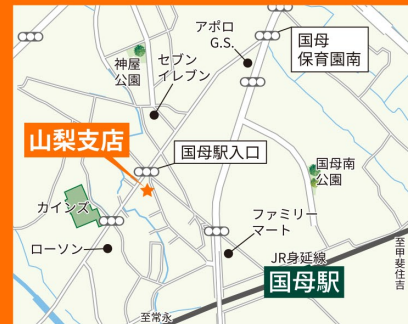 アポロ
G.S.
国母
保育園南
神屋
公園
セブン
イレブン
山梨支店
国母駅入口
国母南
公園
カインズ
ファミリー
マート
ローソン
JR身延線
国母駅
至甲斐住吉
至常永